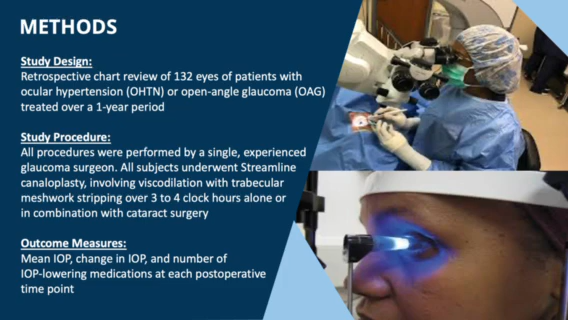 METHODS
Study Design:
Retrospective chart review of 132 eyes of patients with
ocular hypertension (OHTN) or open-angle glaucoma (OAG)
treated over a 1-year period
Study Procedure:
All procedures were performed by a single, experienced
glaucoma surgeon. All subjects underwent Streamline
canaloplasty, involving viscodilation with trabecular
meshwork stripping over 3 to 4 clock hours alone or
in combination with cataract surgery
Outcome Measures:
Mean IOP, change in IOP, and number of
IOP-lowering medications at each postoperative
time point